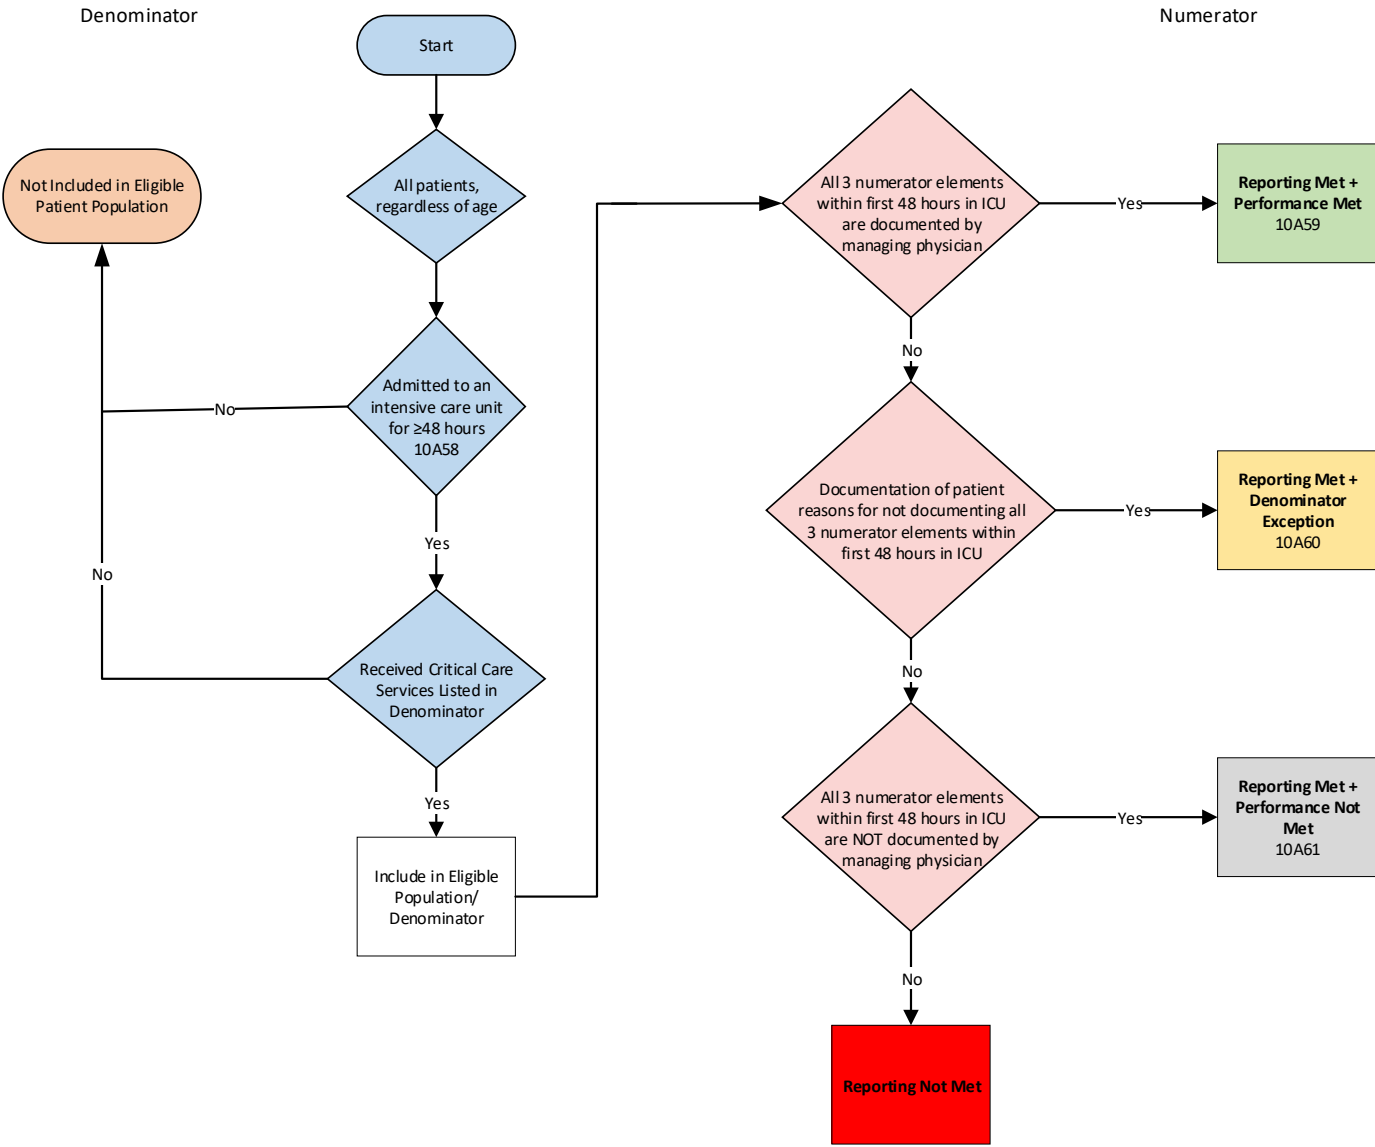 Denominator
Numerator
Start
All patients,
regardless of age
Not Included in Eligible
Patient Population
Admitted to an
intensive care unit
for ≥48 hours
10A58
No
Yes
No
Received Critical Care
Services Listed in
Denominator
Yes
Include in Eligible
Population/
Denominator
All 3 numerator elements
within first 48 hours in ICU
are documented by
managing physician
Yes
Reporting Met +
Performance Met
10A59
No
Documentation of patient
reasons for not documenting all
3 numerator elements within
first 48 hours in ICU
Yes
Reporting Met +
Denominator
Exception
10A60
No
All 3 numerator elements
within first 48 hours in ICU
are NOT documented by
managing physician
Yes
Reporting Met +
Performance Not
Met
10A61
No
Reporting Not Met